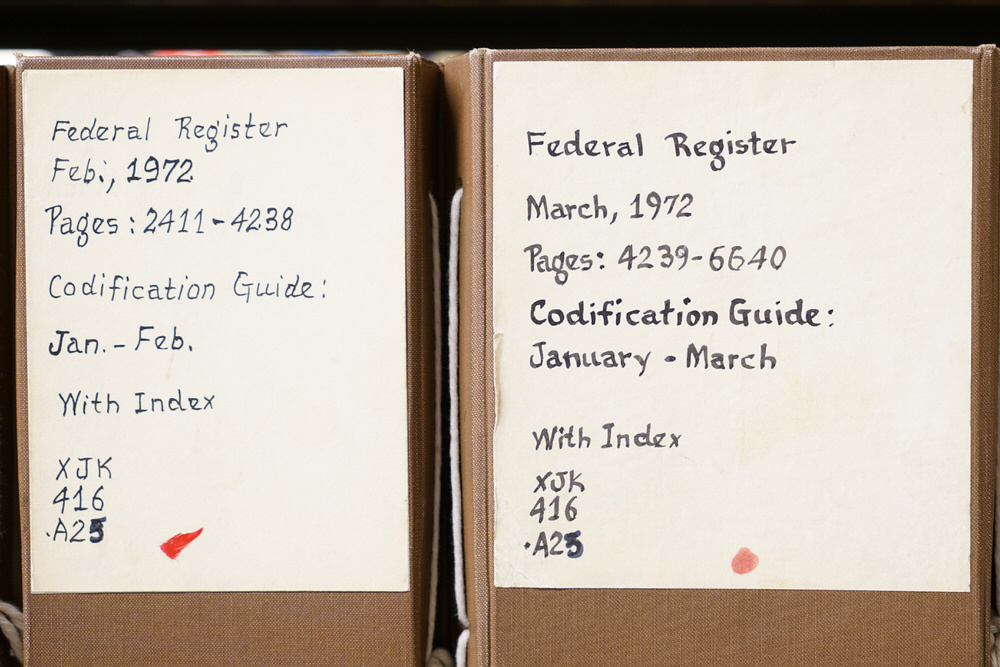 Federal Register
Feb., 1972
Pages: 2411-4238
Codification Guide:
Jan. - Feb.
With Index
XJK
416
.A25
Federal Register
March, 1972
Pages: 4239-6640
Codification Guide:
January - March
With Index
XJK
416
.A25